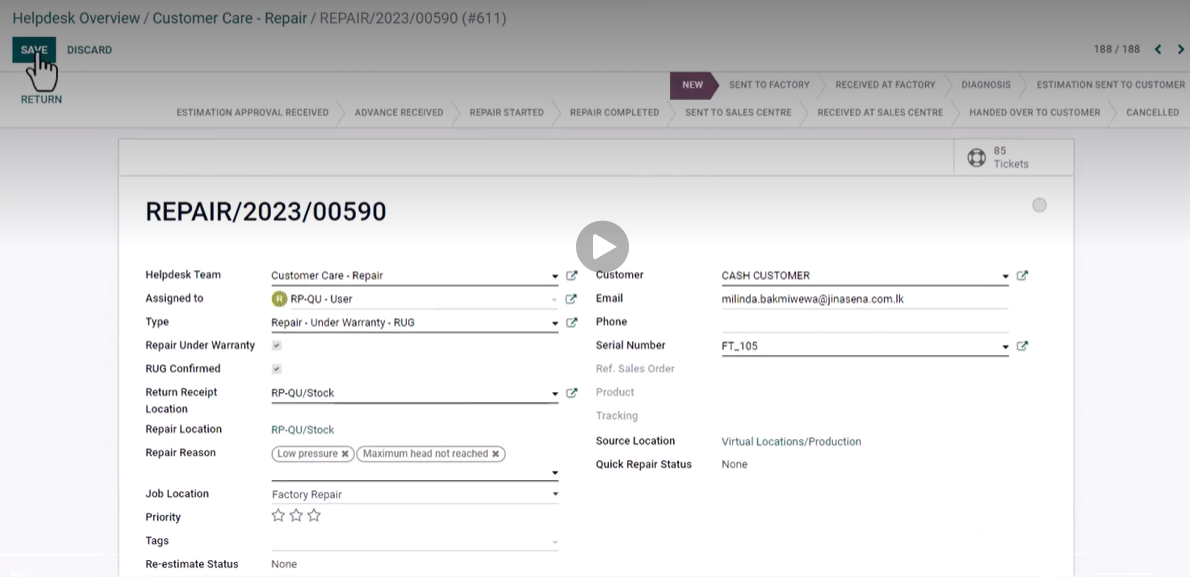 Helpdesk Overview / Customer Care - Repair / REPAIR/2023/00590 (#611)
SAVE DISCARD 188 / 188
RETURN
NEW SENT TO FACTORY RECEIVED AT FACTORY DIAGNOSIS ESTIMATION SENT TO CUSTOMER
ESTIMATION APPROVAL RECEIVED ADVANCE RECEIVED REPAIR STARTED REPAIR COMPLETED SENT TO SALES CENTRE RECEIVED AT SALES CENTRE HANDED OVER TO CUSTOMER CANCELLED
85
Tickets
REPAIR/2023/00590
Helpdesk Team Customer Care - Repair Customer CASH CUSTOMER
Assigned to R RP-QU - User Email milinda.bakmiwewa@jinasena.com.lk
Type Repair - Under Warranty - RUG Phone
Repair Under Warranty Serial Number FT_105
RUG Confirmed Ref. Sales Order
Return Receipt RP-QU/Stock Product
Location
Tracking
Repair Location RP-QU/Stock Source Location Virtual Locations/Production
Repair Reason Low pressure Maximum head not reached Quick Repair Status None
Job Location Factory Repair
Priority
Tags
Re-estimate Status None